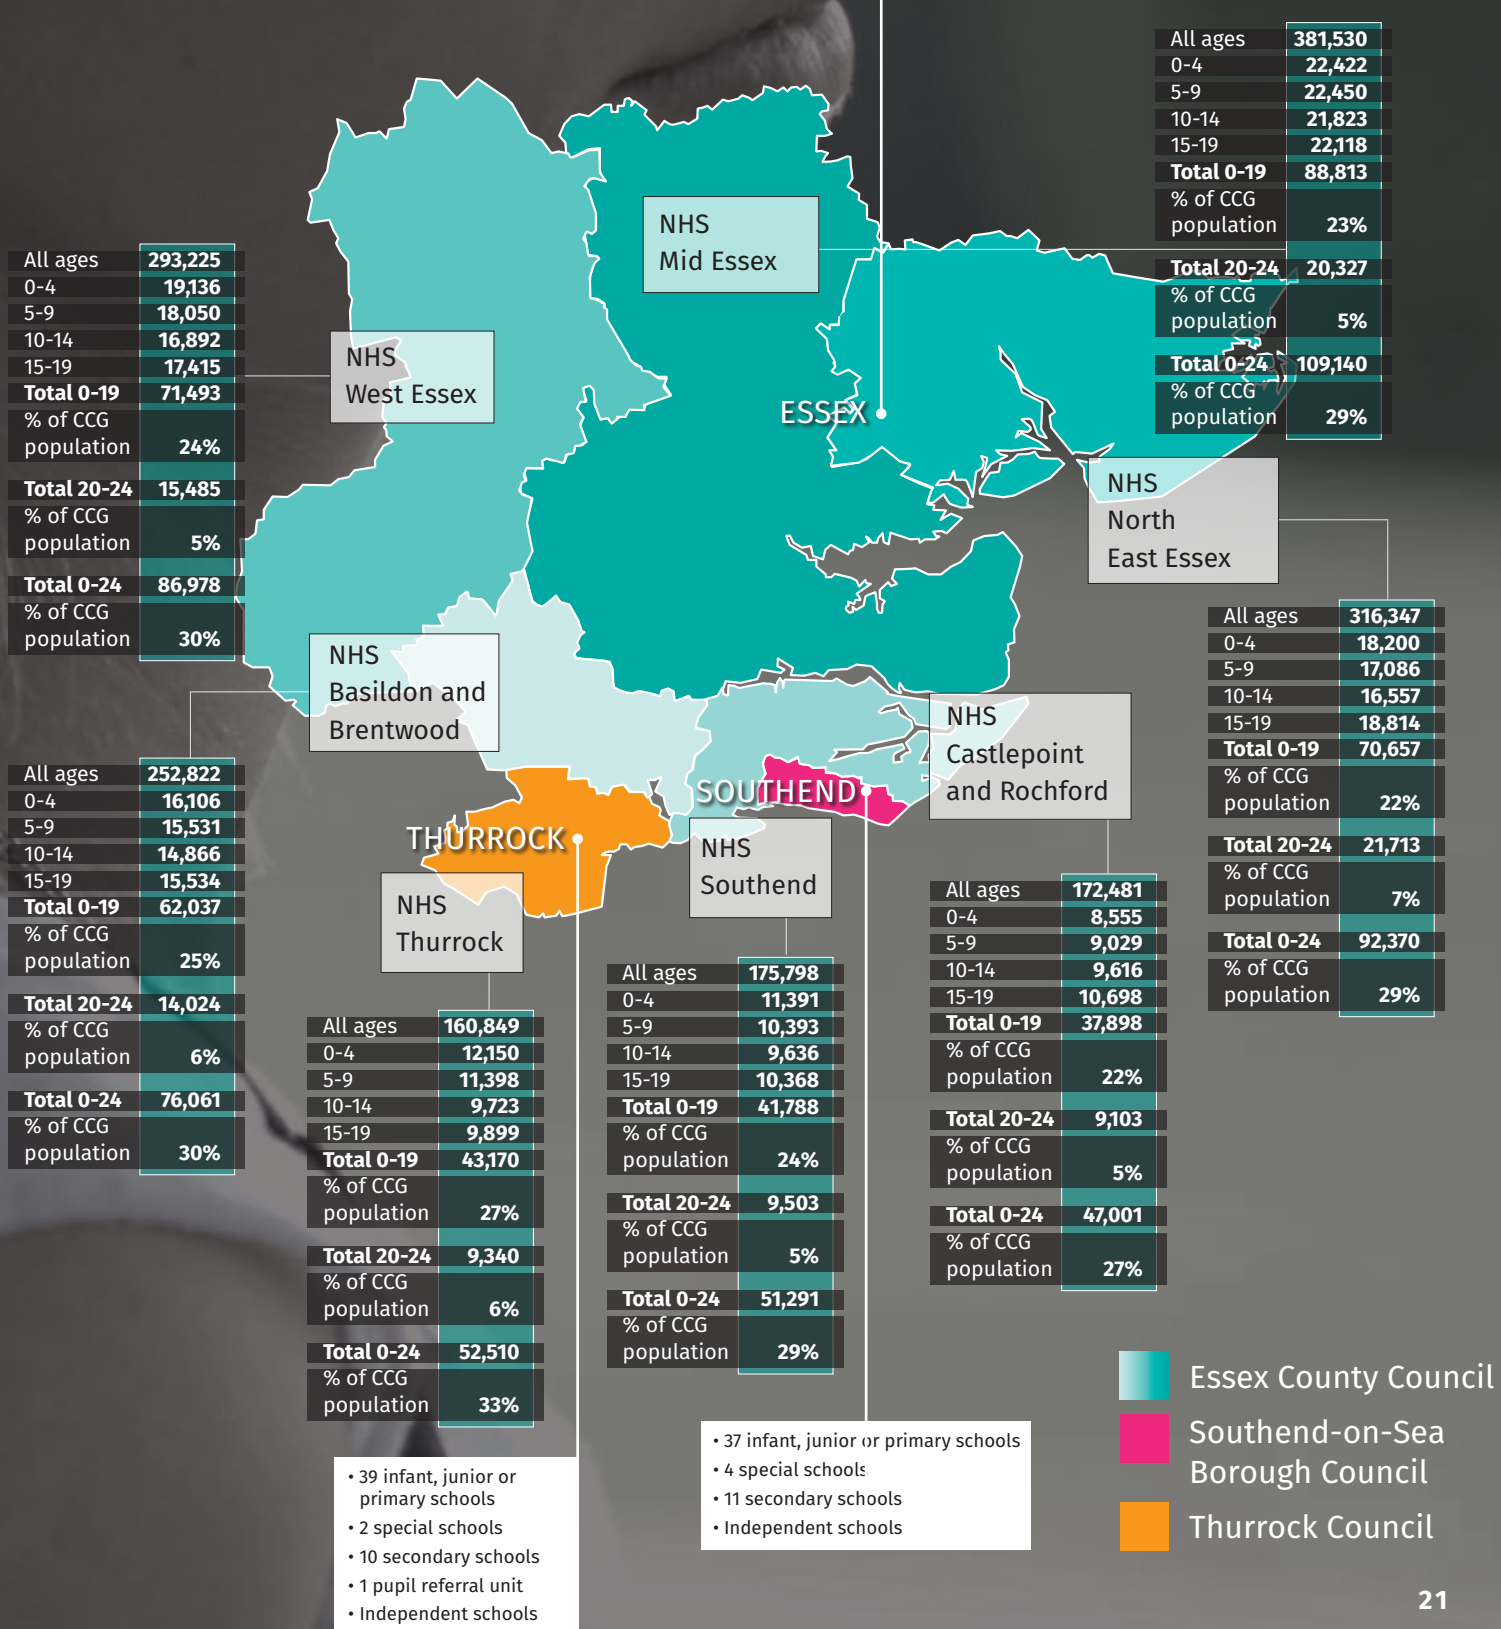 All ages 381,530
0-4 22,422
5-9 22,450
10-14 21,823
15-19 22,118
Total 0-19 88,813
% of CCG
population 23%
Total 20-24 20,327
% of CCG
population 5%
Total 0-24 109,140
% of CCG
population 29%
NHS
Mid Essex
All ages 293,225
0-4 19,136
5-9 18,050
10-14 16,892
15-19 17,415
Total 0-19 71,493
% of CCG
population 24%
Total 20-24 15,485
% of CCG
population 5%
Total 0-24 86,978
% of CCG
population 30%
NHS
West Essex
ESSEX
NHS
North
East Essex
All ages 316,347
0-4 18,200
5-9 17,086
10-14 16,557
15-19 18,814
Total 0-19 70,657
% of CCG
population 22%
Total 20-24 21,713
% of CCG
population 7%
Total 0-24 92,370
% of CCG
population 29%
NHS
Basildon and
Brentwood
All ages 252,822
0-4 16,106
5-9 15,531
10-14 14,866
15-19 15,534
Total 0-19 62,037
% of CCG
population 25%
Total 20-24 14,024
% of CCG
population 6%
Total 0-24 76,061
% of CCG
population 30%
NHS
Castlepoint
and Rochford
All ages 172,481
0-4 8,555
5-9 9,029
10-14 9,616
15-19 10,698
Total 0-19 37,898
% of CCG
population 22%
Total 20-24 9,103
% of CCG
population 5%
Total 0-24 47,001
% of CCG
population 27%
SOUTHEND
NHS
Southend
All ages 175,798
0-4 11,391
5-9 10,393
10-14 9,636
15-19 10,368
Total 0-19 41,788
% of CCG
population 24%
Total 20-24 9,503
% of CCG
population 5%
Total 0-24 51,291
% of CCG
population 29%
THURROCK
NHS
Thurrock
All ages 160,849
0-4 12,150
5-9 11,398
10-14 9,723
15-19 9,899
Total 0-19 43,170
% of CCG
population 27%
Total 20-24 9,340
% of CCG
population 6%
Total 0-24 52,510
% of CCG
population 33%
• 39 infant, junior or
primary schools
• 2 special schools
• 10 secondary schools
• 1 pupil referral unit
• Independent schools
• 37 infant, junior or primary schools
• 4 special schools
• 11 secondary schools
• Independent schools
Essex County Council
Southend-on-Sea
Borough Council
Thurrock Council
21